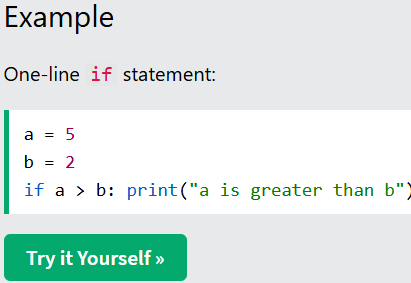 Example
One-line if statement:
a = 5
b = 2
if a > b: print("a is greater than b")
Try it Yourself »